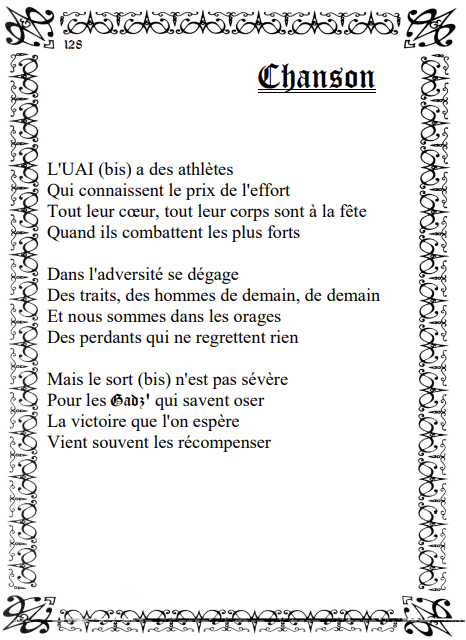 128
Chanson
L'UAI (bis) a des athlètes
Qui connaissent le prix de l'effort
Tout leur cœur, tout leur corps sont à la fête
Quand ils combattent les plus forts
Dans l'adversité se dégage
Des traits, des hommes de demain, de demain
Et nous sommes dans les orages
Des perdants qui ne regrettent rien
Mais le sort (bis) n'est pas sévère
Pour les Gadz' qui savent oser
La victoire que l'on espère
Vient souvent les récompenser